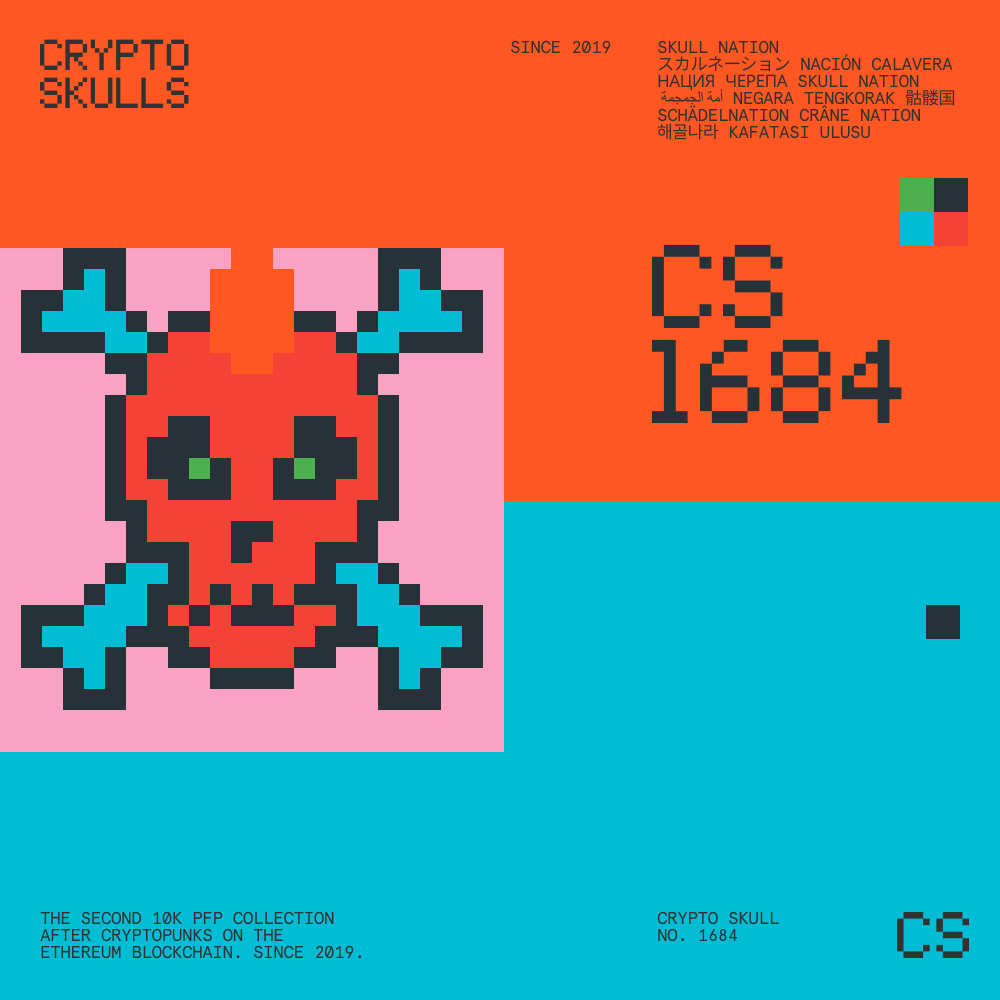 CRYPTO
SKULLS
SINCE 2019
SKULL NATION
スカルネーション NACIÓN CALAVERA
НАЦИЯ ЧЕРЕПА SKULL NATION
أمة الجمجمة NEGARA TENGKORAK 骷髅国
SCHÄDELNATION CRÂNE NATION
해골나라 KAFATASI ULUSU
CS
1684
THE SECOND 10K PFP COLLECTION
AFTER CRYPTOPUNKS ON THE
ETHEREUM BLOCKCHAIN. SINCE 2019.
CRYPTO SKULL
NO. 1684
CS